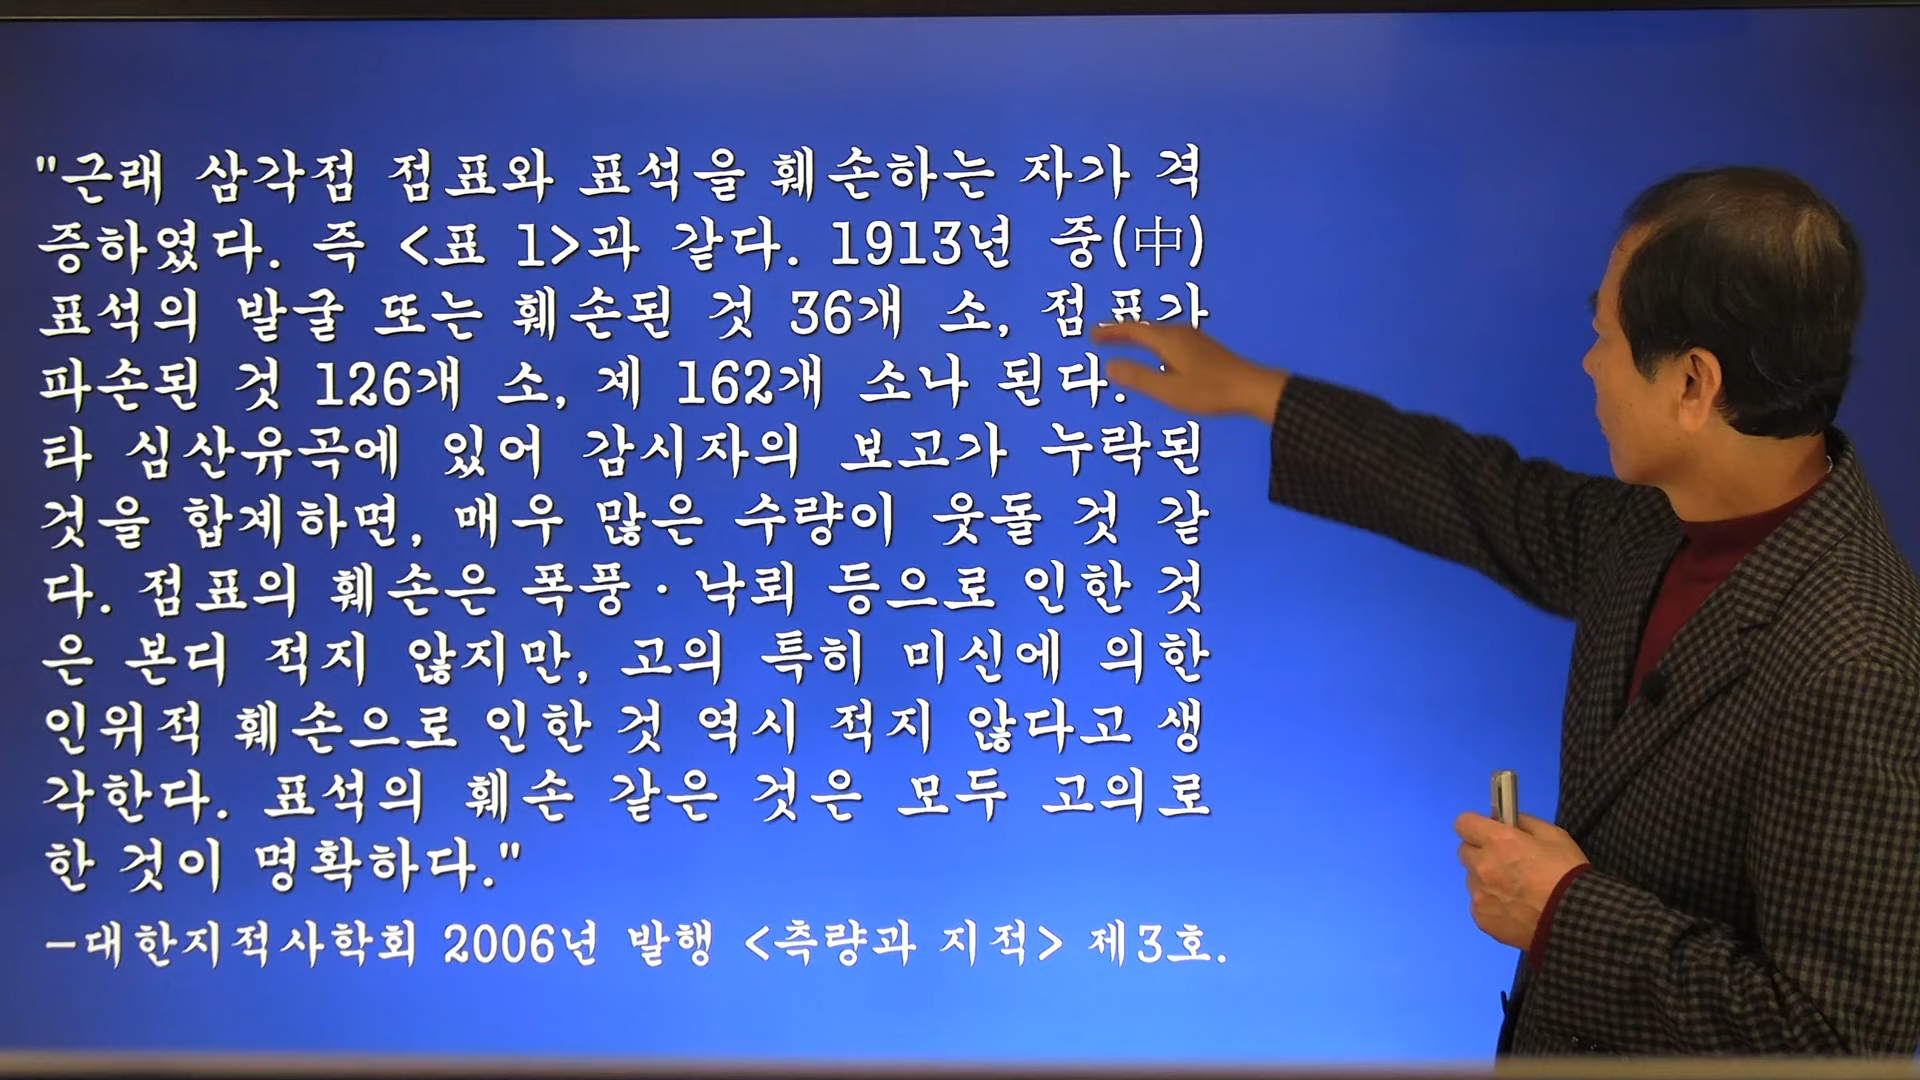 "근래 삼각점 점표와 표석을 훼손하는 자가 격
증하였다. 즉 <표 1>과 같다. 1913년 중(中)
표석의 발굴 또는 훼손된 것 36개 소, 점표가
파손된 것 126개 소, 계 162개 소나 된다.
타 심산유곡에 있어 감시자의 보고가 누락된
것을 합계하면, 매우 많은 수량이 웃돌 것 같
다. 점표의 훼손은 폭풍·낙뢰 등으로 인한 것
은 본디 적지 않지만, 고의 특히 미신에 의한
인위적 훼손으로 인한 것 역시 적지 않다고 생
각한다. 표석의 훼손 같은 것은 모두 고의로
한 것이 명확하다."
-대한지적사학회 2006년 발행 <측량과 지적> 제3호.